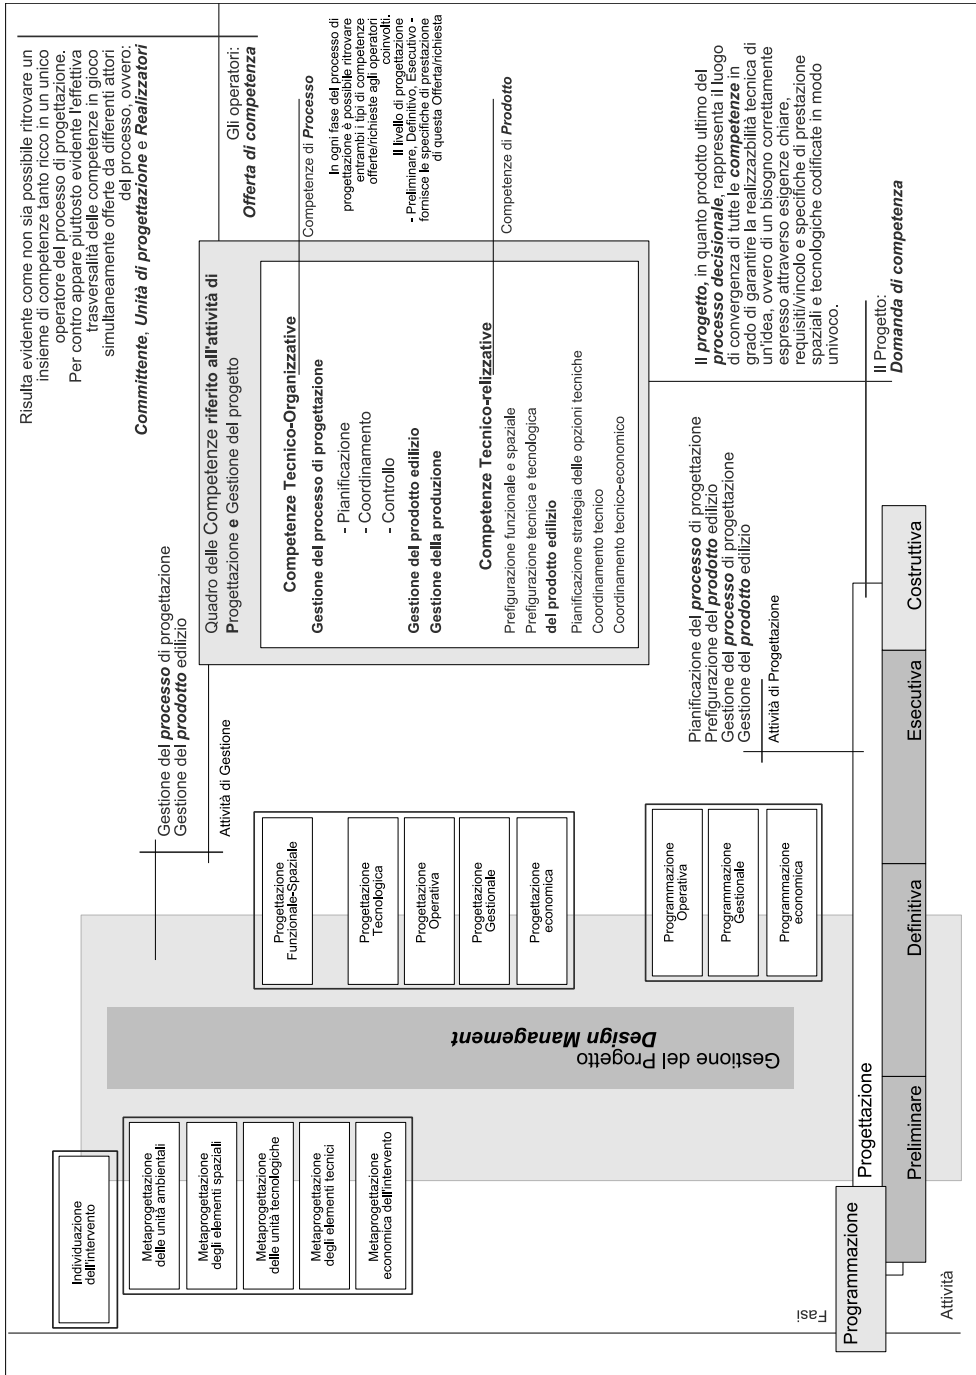 Risulta evidente come non sia possibile ritrovare un
insieme di competenze tanto ricco in un unico
operatore del processo di progettazione.
Per contro appare piuttosto evidente l'effettiva
trasversalità delle competenze in gioco
simultaneamente offerte da differenti attori
del processo, ovvero:
Committente, Unità di progettazione e Realizzatori
Gli operatori:
Offerta di competenza
Competenze di Processo
In ogni fase del processo di
progettazione è possibile ritrovare
entrambi i tipi di competenze
offerte/richieste agli operatori
coinvolti.
Il livello di progettazione
- Preliminare, Definitivo, Esecutivo -
fornisce le specifiche di prestazione
di questa Offerta/richiesta
Competenze di Prodotto
Il progetto, in quanto prodotto ultimo del
processo decisionale, rappresenta il luogo
di convergenza di tutte le competenze in
grado di garantire la realizzazbilità tecnica di
un'idea, ovvero di un bisogno correttamente
espresso attraverso esigenze chiare,
requisiti/vincolo e specifiche di prestazione
spaziali e tecnologiche codificate in modo
univoco.
Il Progetto:
Domanda di competenza
Gestione del processo di progettazione
Gestione del prodotto edilizio
Attività di Gestione
Quadro delle Competenze riferito all'attività di
Progettazione e Gestione del progetto
Competenze Tecnico-Organizzative
Gestione del processo di progettazione
- Pianificazione
- Coordinamento
- Controllo
Gestione del prodotto edilizio
Gestione della produzione
Competenze Tecnico-relizzative
Prefigurazione funzionale e spaziale
Prefigurazione tecnica e tecnologica
del prodotto edilizio
Pianificazione strategia delle opzioni tecniche
Coordinamento tecnico
Coordinamento tecnico-economico
Pianificazione del processo di progettazione
Prefigurazione del prodotto edilizio
Gestione del processo di progettazione
Gestione del prodotto edilizio
Attività di Progettazione
Progettazione
Funzionale-Spaziale
Progettazione
Tecnologica
Progettazione
Operativa
Progettazione
Gestionale
Progettazione
economica
Programmazione
Operativa
Programmazione
Gestionale
Programmazione
economica
Gestione del Progetto
Design Management
Individuazione
dell'intervento
Metaprogettazione
delle unità ambientali
Metaprogettazione
degli elementi spaziali
Metaprogettazione
delle unità tecnologiche
Metaprogettazione
degli elementi tecnici
Metaprogettazione
economica dell'intervento
Fasi
Programmazione
Progettazione
Preliminare
Definitiva
Esecutiva
Costruttiva
Attività